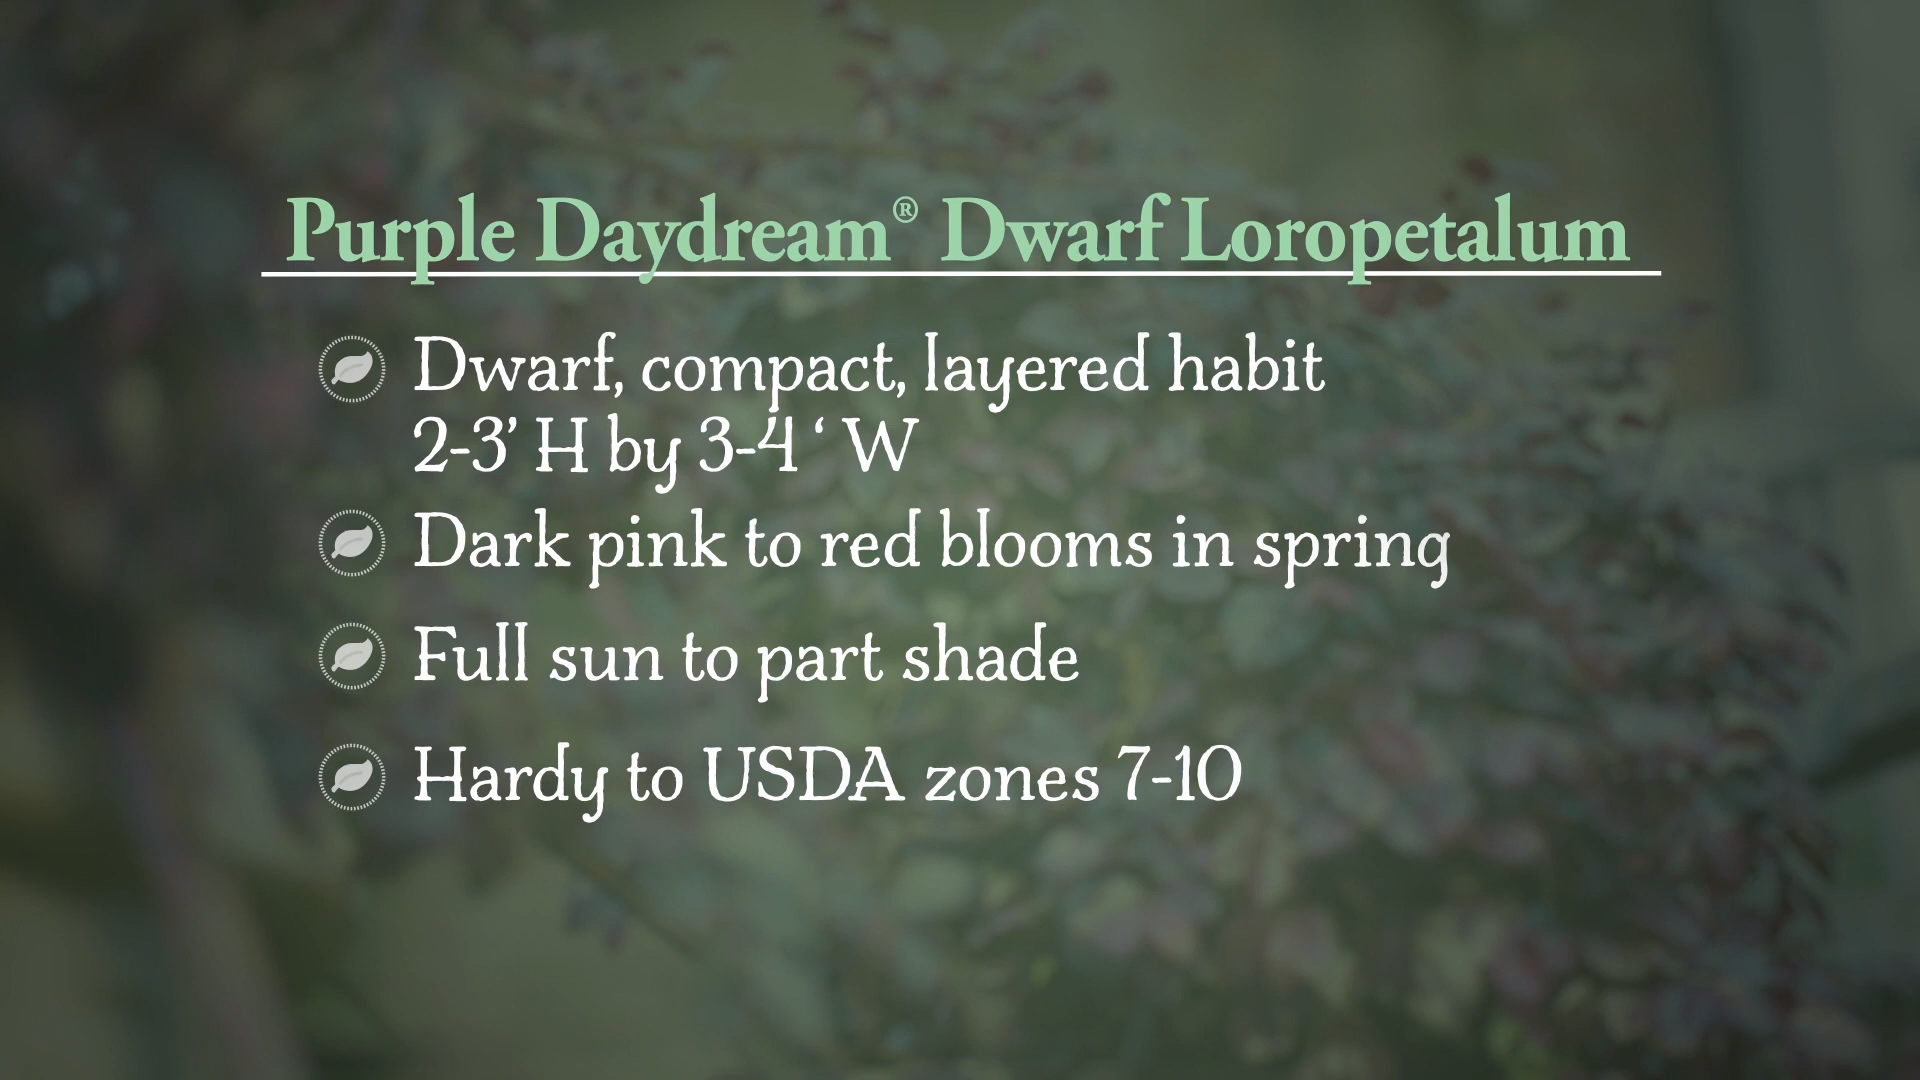 Purple Daydream® Dwarf Loropetalum
Dwarf, compact, layered habit
2-3’ H by 3-4 ‘ W
Dark pink to red blooms in spring
Full sun to part shade
Hardy to USDA zones 7-10